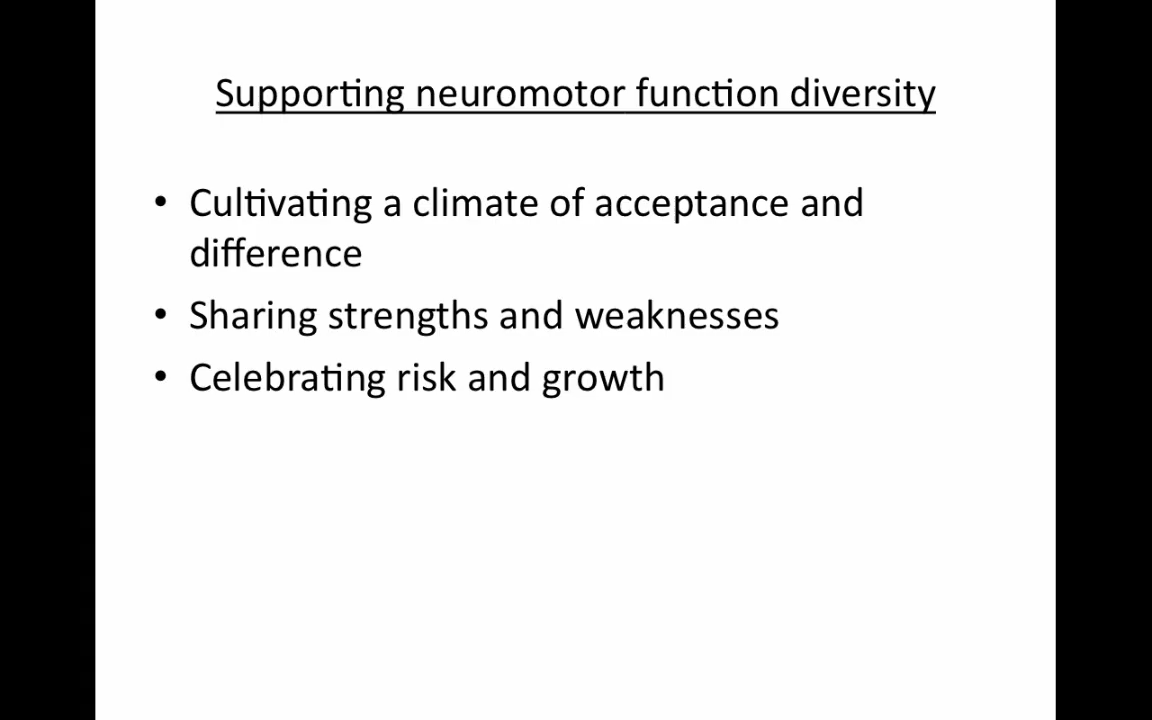 Supporting neuromotor function diversity
• Cultivating a climate of acceptance and
difference
• Sharing strengths and weaknesses
• Celebrating risk and growth